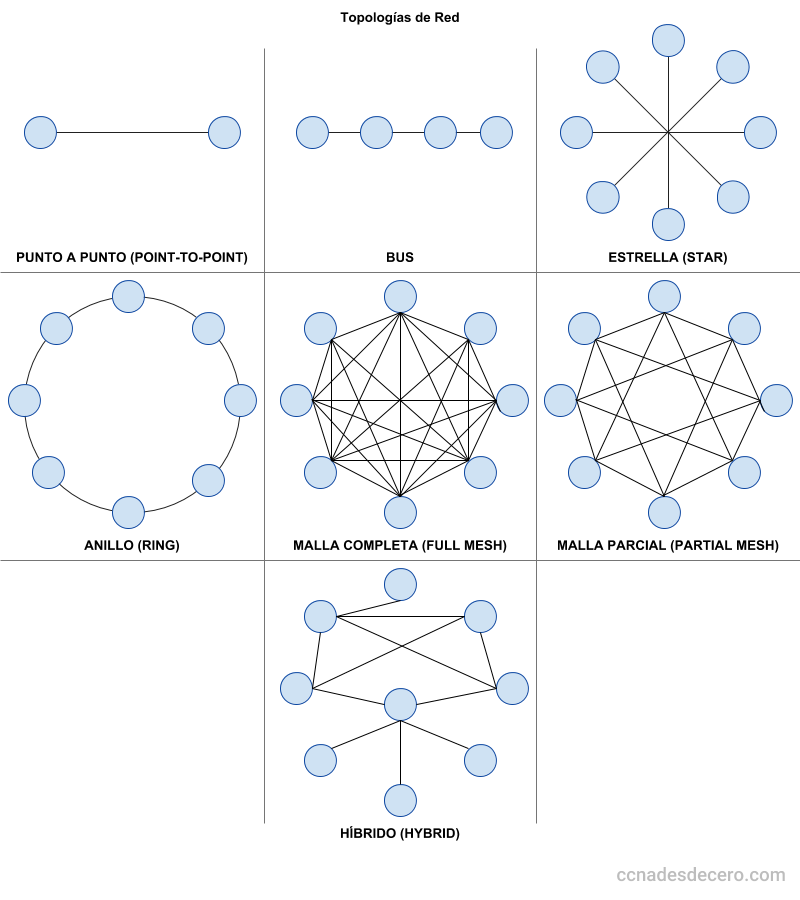 Topologías de Red
PUNTO A PUNTO (POINT-TO-POINT)
BUS
ESTRELLA (STAR)
ANILLO (RING)
MALLA COMPLETA (FULL MESH)
MALLA PARCIAL (PARTIAL MESH)
HÍBRIDO (HYBRID)
ccnadesdecero.com